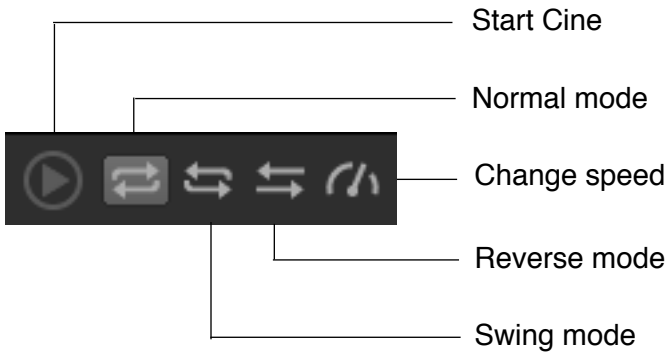 Start Cine
Normal mode
Change speed
Reverse mode
Swing mode